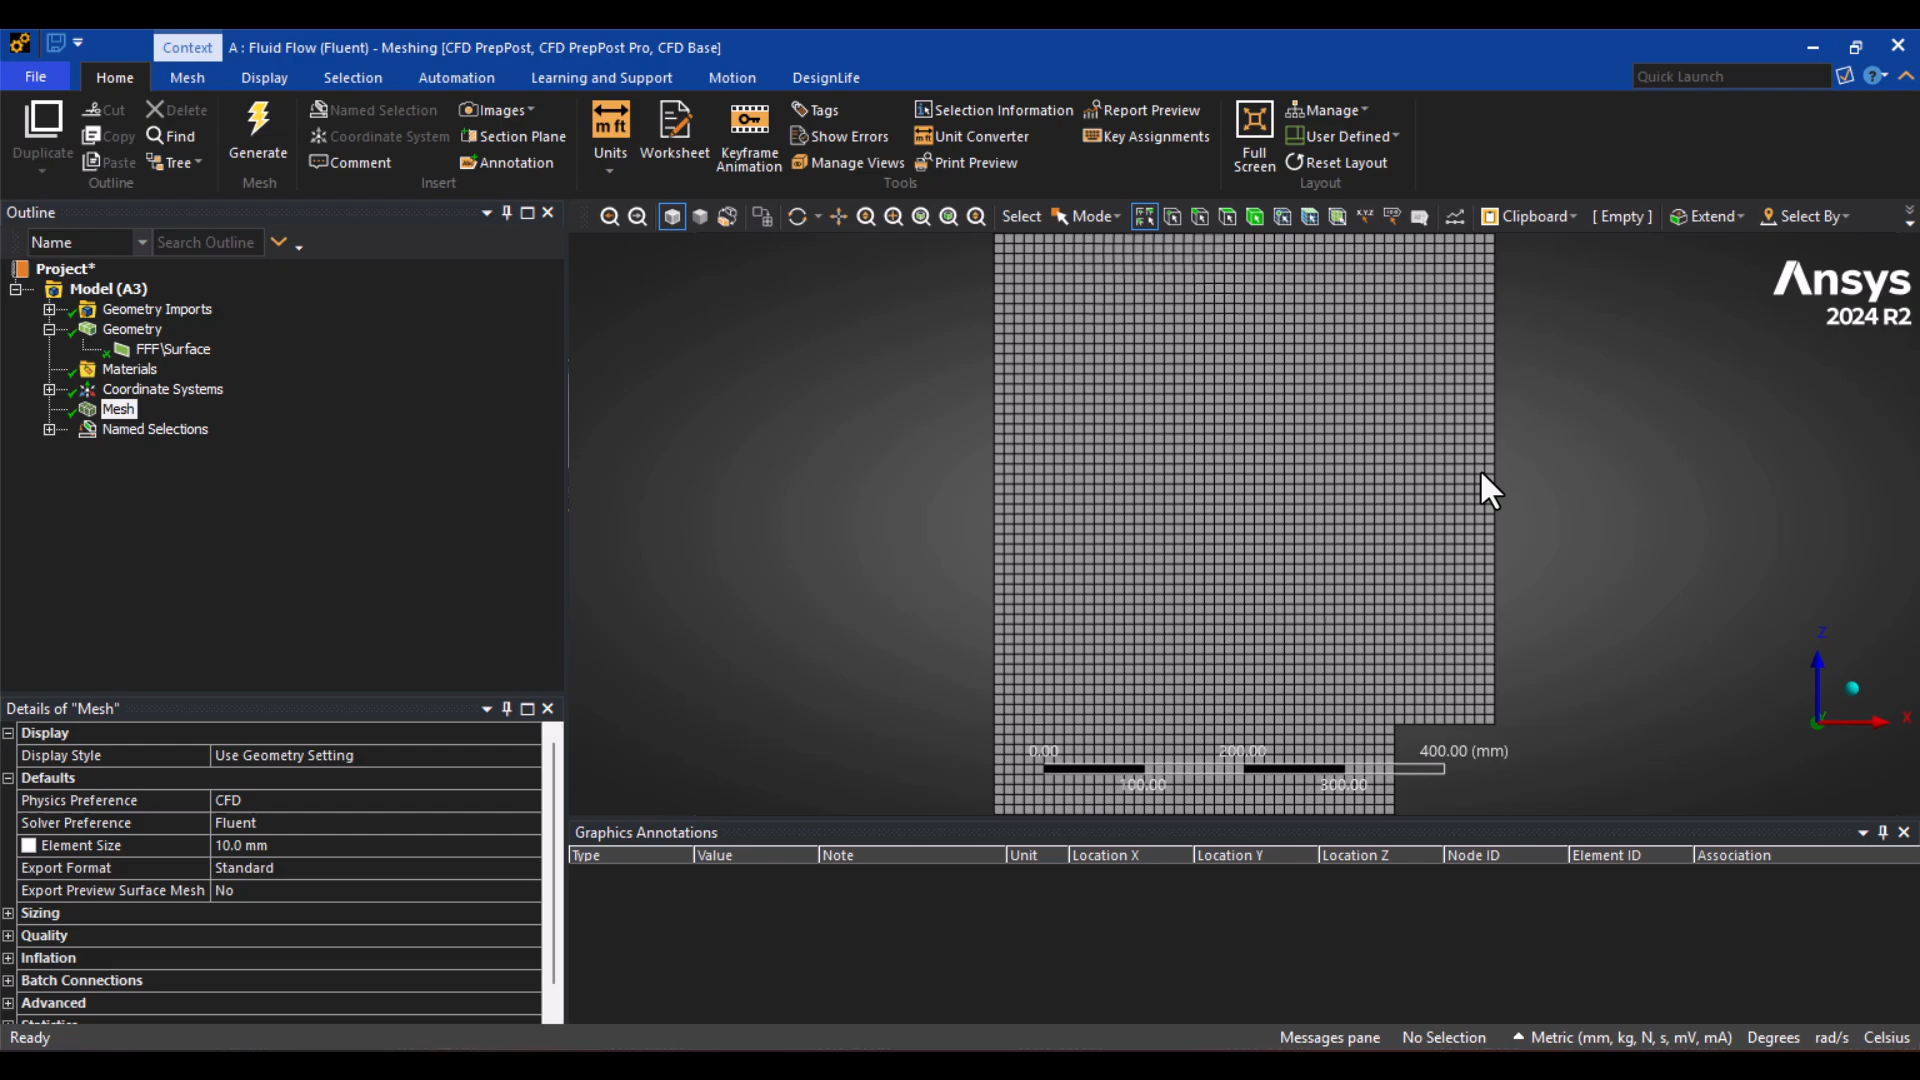 Context A : Fluid Flow (Fluent) - Meshing [CFD PrepPost, CFD PrepPost Pro, CFD Base]
File Home Mesh Display Selection Automation Learning and Support Motion DesignLife Quick Launch
Duplicate Cut Copy Paste Delete Find Tree Outline
Generate Mesh
Named Selection Coordinate System Comment Images Section Plane Annotation Insert
Units Worksheet Keyframe Animation Tags Show Errors Manage Views Selection Information Unit Converter Print Preview Report Preview Key Assignments Tools
Full Screen Manage User Defined Reset Layout Layout
Outline
Name Search Outline
Select Mode Clipboard [ Empty ] Extend Select By
Project*
Model (A3)
Geometry Imports
Geometry
FFF\Surface
Materials
Coordinate Systems
Mesh
Named Selections
Ansys
2024 R2
Z
X
Y
0.00 200.00 400.00 (mm)
100.00 300.00
Details of "Mesh"
Display
Display Style Use Geometry Setting
Defaults
Physics Preference CFD
Solver Preference Fluent
Element Size 10.0 mm
Export Format Standard
Export Preview Surface Mesh No
Sizing
Quality
Inflation
Batch Connections
Advanced
Statistics
Graphics Annotations
Type Value Note Unit Location X Location Y Location Z Node ID Element ID Association
Ready Messages pane No Selection Metric (mm, kg, N, s, mV, mA) Degrees rad/s Celsius